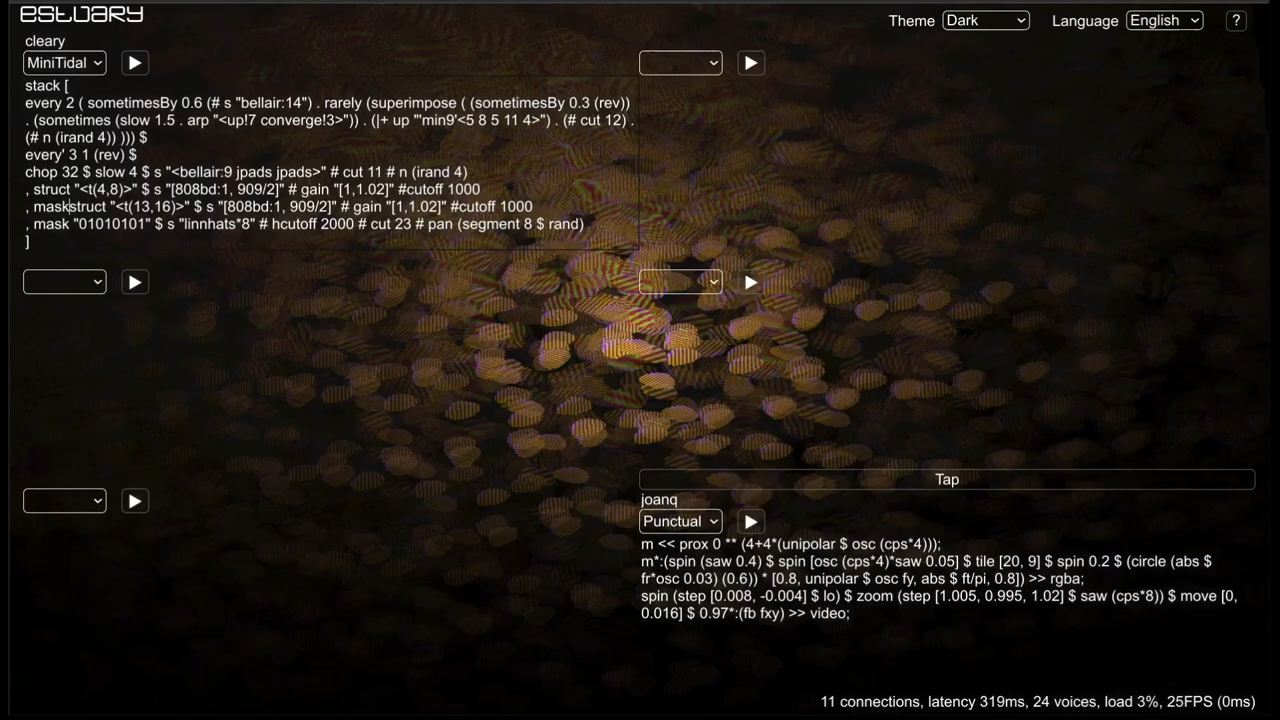 estuary
Theme Dark Language English ?
cleary
MiniTidal
stack [
every 2 ( sometimesBy 0.6 (# s "bellair:14") . rarely (superimpose ( (sometimesBy 0.3 (rev))
. (sometimes (slow 1.5 . arp "<up!7 converge!3>")) . (|+ up "'min9'<5 8 5 11 4>") . (# cut 12) .
(# n (irand 4)) ))) $
every' 3 1 (rev) $
chop 32 $ slow 4 $ s "<bellair:9 jpads jpads>" # cut 11 # n (irand 4)
, struct "<t(4,8)>" $ s "[808bd:1, 909/2]" # gain "[1,1.02]" #cutoff 1000
, maskstruct "<t(13,16)>" $ s "[808bd:1, 909/2]" # gain "[1,1.02]" #cutoff 1000
, mask "01010101" $ s "linnhats*8" # hcutoff 2000 # cut 23 # pan (segment 8 $ rand)
]
Tap
joanq
Punctual
m << prox 0 ** (4+4*(unipolar $ osc (cps*4)));
m*:(spin (saw 0.4) $ spin [osc (cps*4)*saw 0.05] $ tile [20, 9] $ spin 0.2 $ (circle (abs $
fr*osc 0.03) (0.6)) * [0.8, unipolar $ osc fy, abs $ ft/pi, 0.8]) >> rgba;
spin (step [0.008, -0.004] $ lo) $ zoom (step [1.005, 0.995, 1.02] $ saw (cps*8)) $ move [0,
0.016] $ 0.97*:(fb fxy) >> video;
11 connections, latency 319ms, 24 voices, load 3%, 25FPS (0ms)